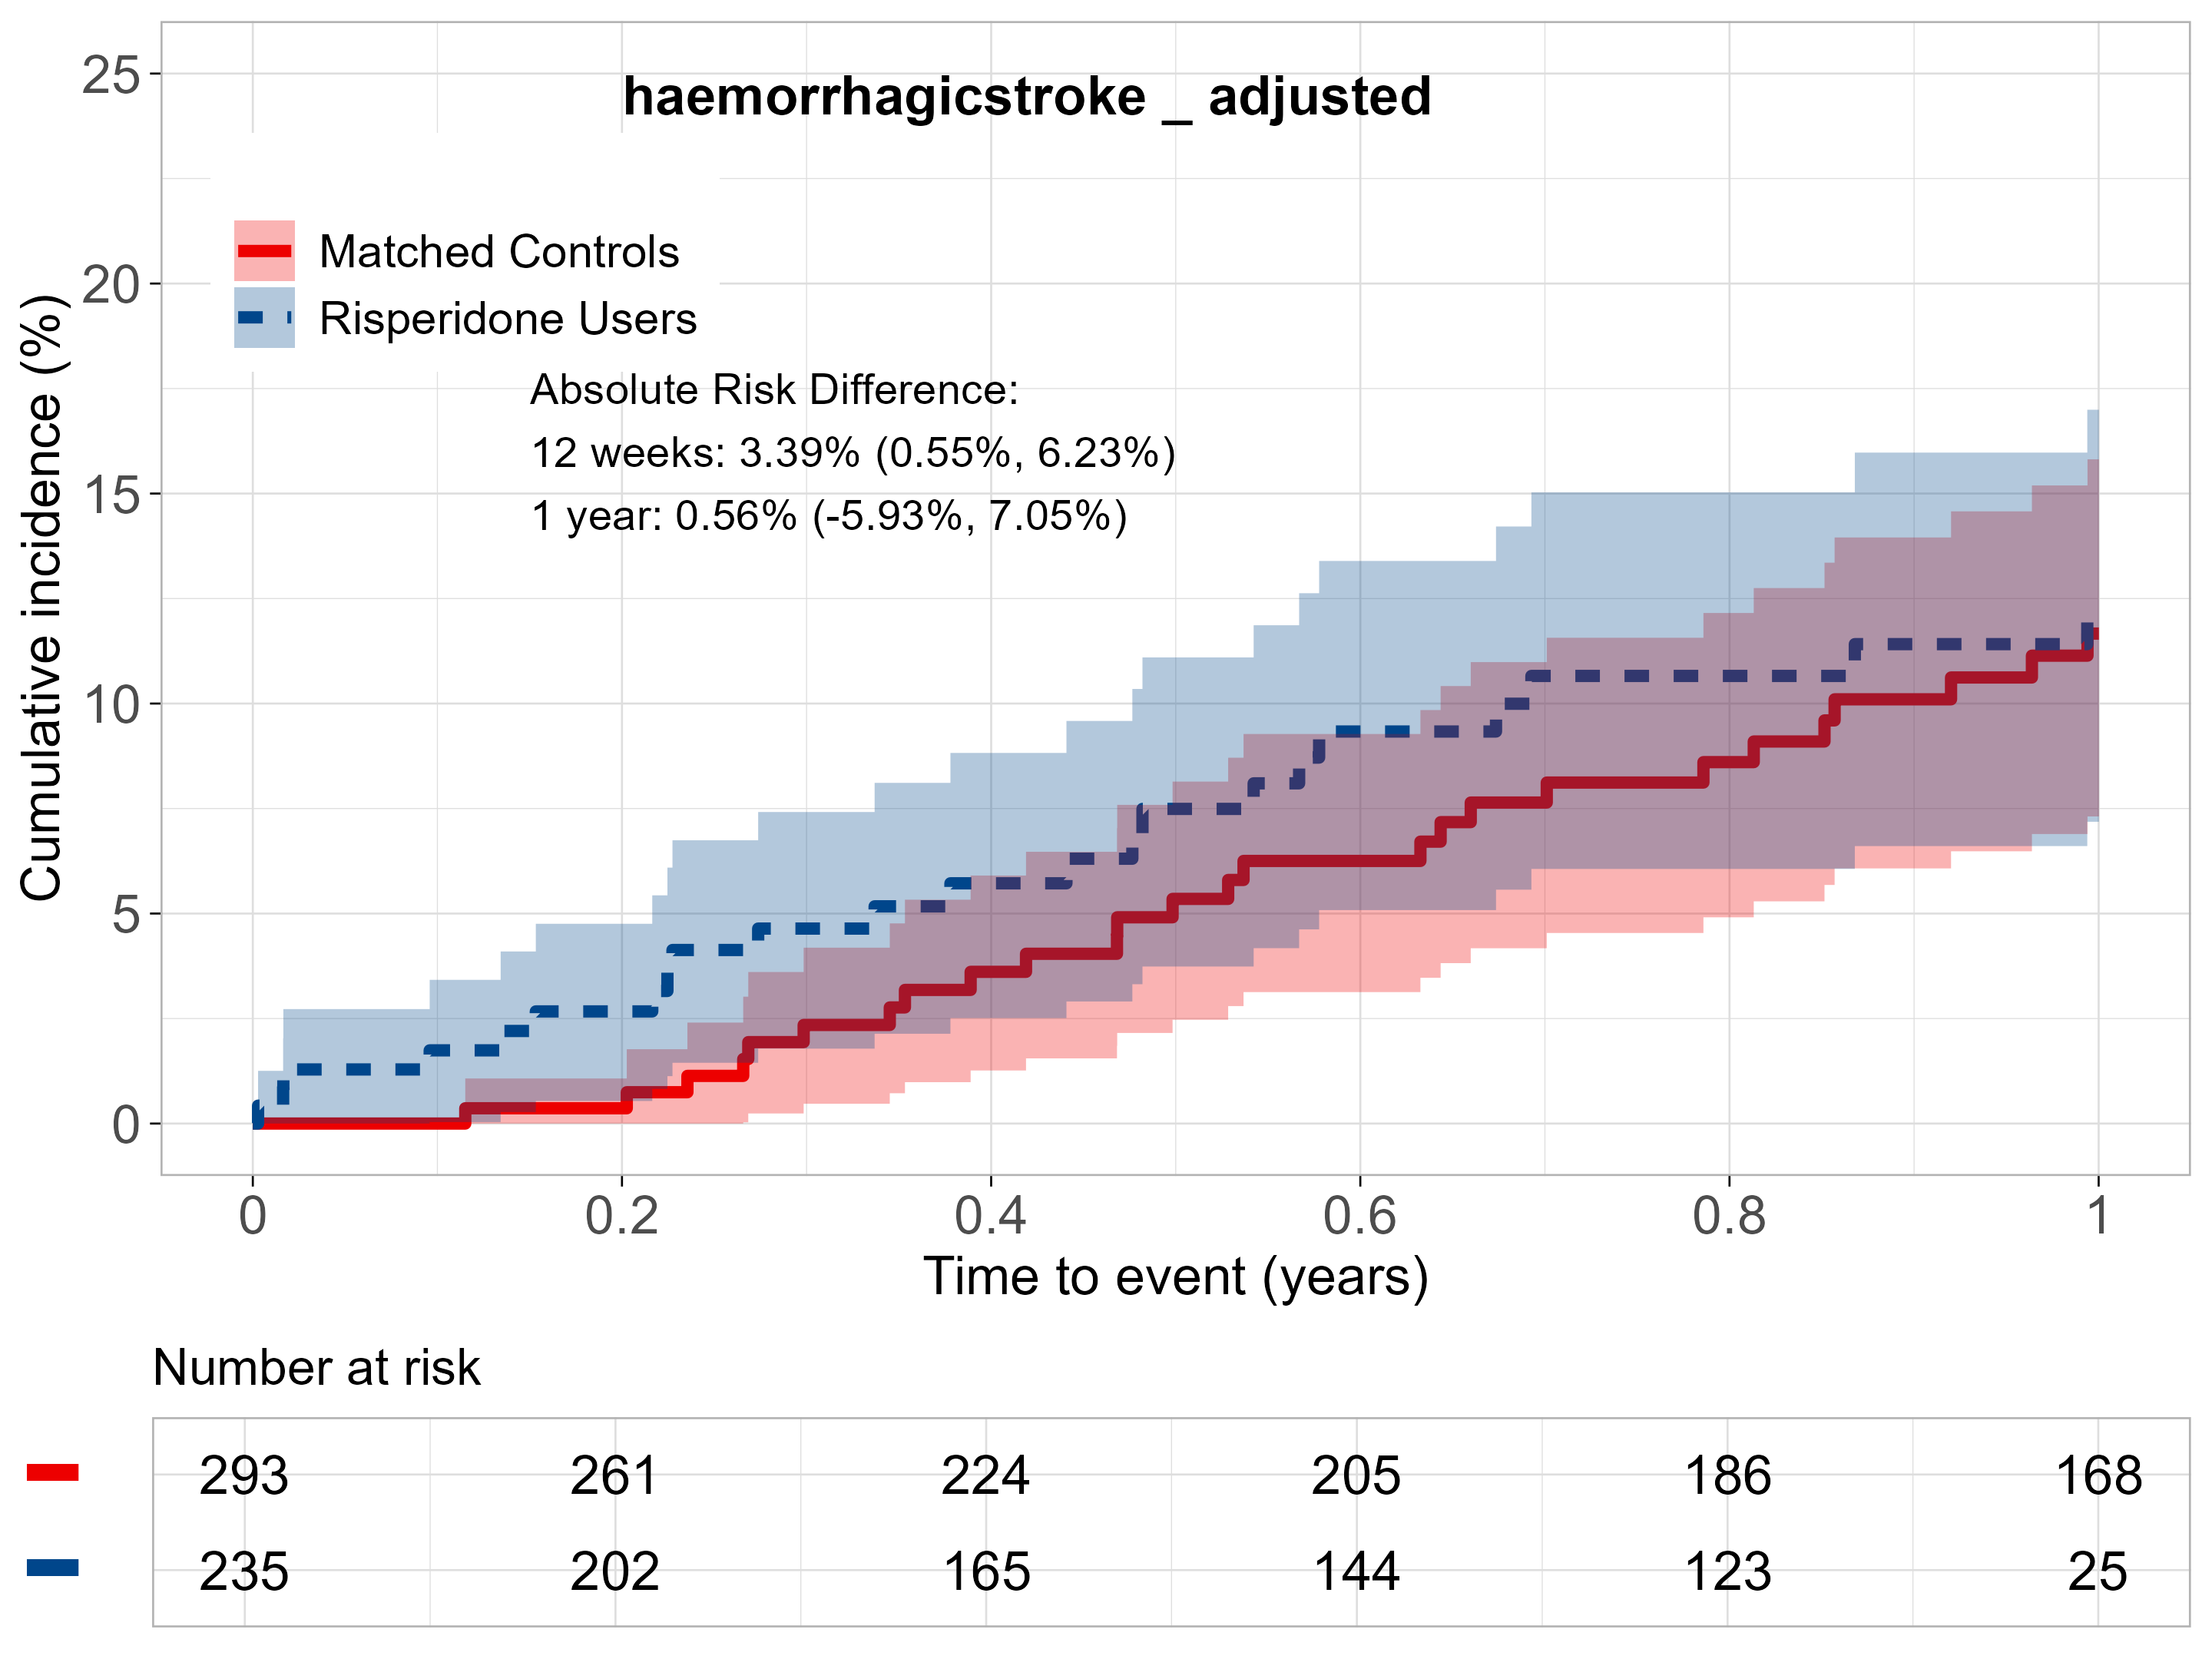 haemorrhagicstroke _ adjusted
25
20
15
10
5
0
Cumulative incidence (%)
Matched Controls
Risperidone Users
Absolute Risk Difference:
12 weeks: 3.39% (0.55%, 6.23%)
1 year: 0.56% (-5.93%, 7.05%)
0 0.2 0.4 0.6 0.8 1
Time to event (years)
Number at risk
293 261 224 205 186 168
235 202 165 144 123 25